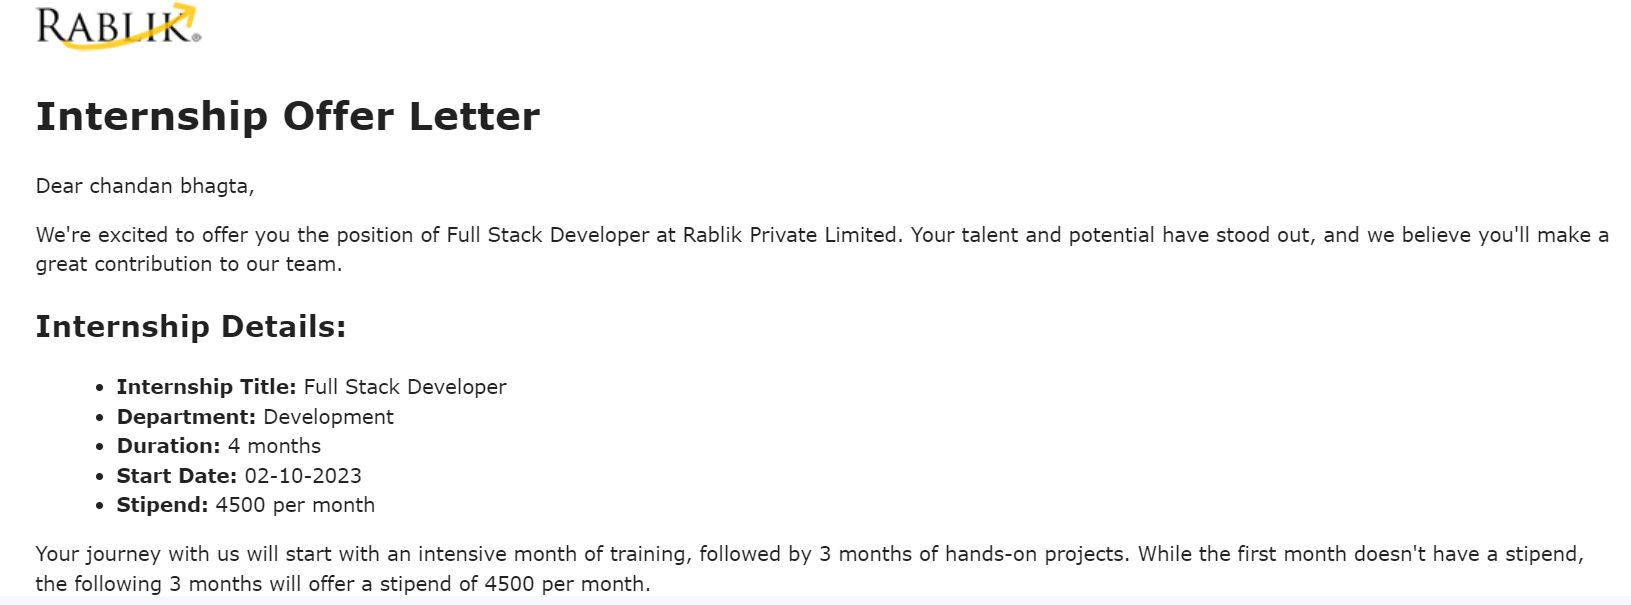 RABLIK®
Internship Offer Letter
Dear chandan bhagta,
We're excited to offer you the position of Full Stack Developer at Rablik Private Limited. Your talent and potential have stood out, and we believe you'll make a
great contribution to our team.
Internship Details:
• Internship Title: Full Stack Developer
• Department: Development
• Duration: 4 months
• Start Date: 02-10-2023
• Stipend: 4500 per month
Your journey with us will start with an intensive month of training, followed by 3 months of hands-on projects. While the first month doesn't have a stipend,
the following 3 months will offer a stipend of 4500 per month.